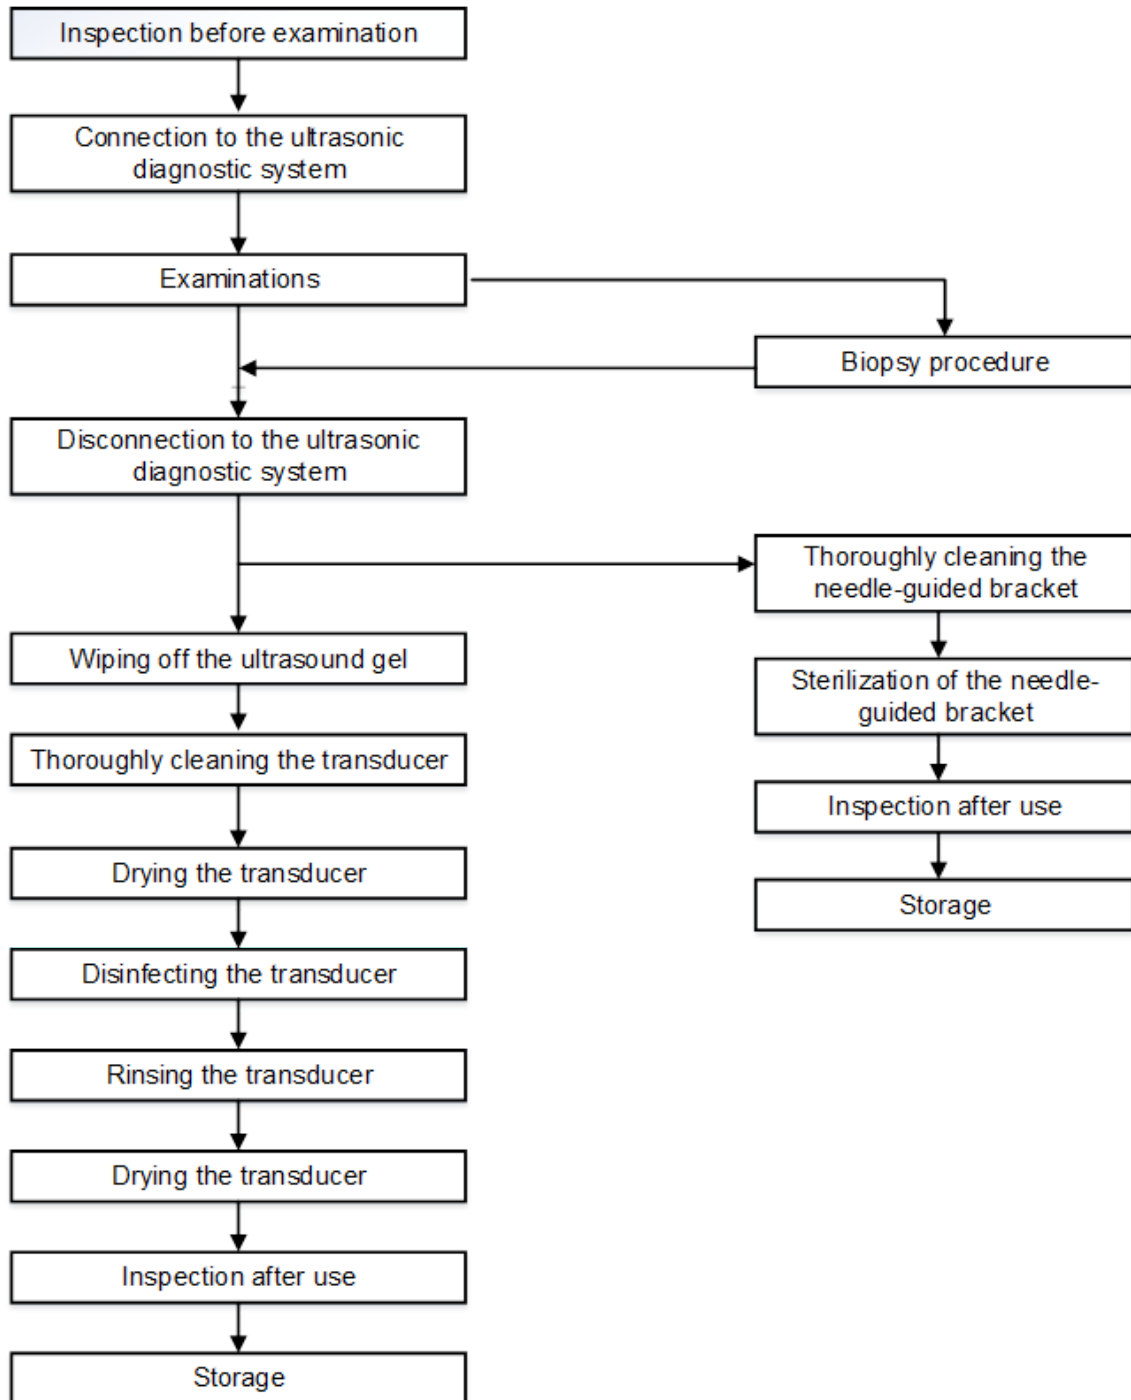 Inspection before examination
Connection to the ultrasonic
diagnostic system
Examinations
Biopsy procedure
Disconnection to the ultrasonic
diagnostic system
Thoroughly cleaning the
needle-guided bracket
Wiping off the ultrasound gel
Sterilization of the needle-
guided bracket
Thoroughly cleaning the transducer
Inspection after use
Drying the transducer
Storage
Disinfecting the transducer
Rinsing the transducer
Drying the transducer
Inspection after use
Storage